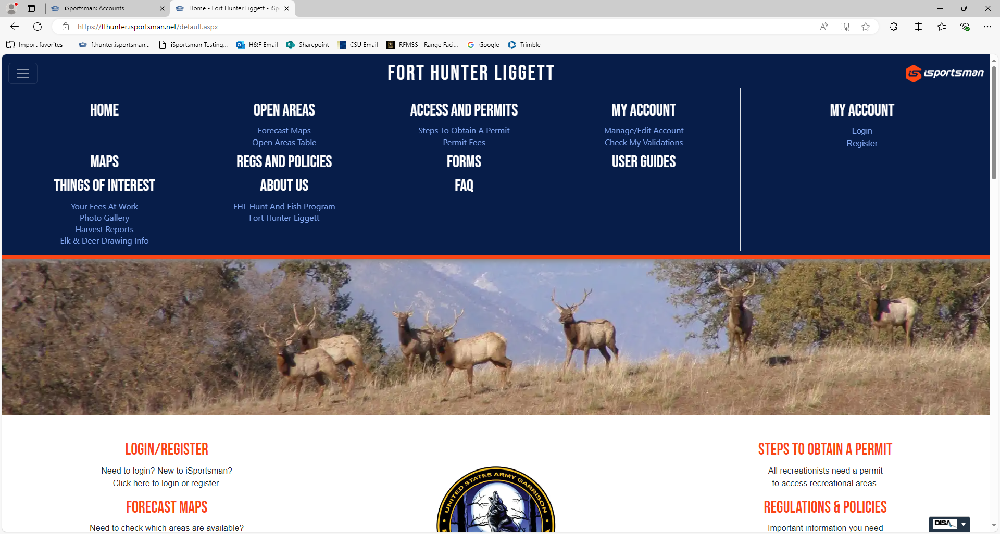 iSportsman: Accounts
Home - Fort Hunter Liggett - iSp
https://fthunter.isportsman.net/default.aspx
Import favorites
fthunter.isportsman...
iSportsman Testing...
H&F Email
Sharepoint
CSU Email
RFMSS - Range Faci...
Google
Trimble
FORT HUNTER LIGGETT
iS isportsman
HOME
OPEN AREAS
Forecast Maps
Open Areas Table
ACCESS AND PERMITS
Steps To Obtain A Permit
Permit Fees
MY ACCOUNT
Manage/Edit Account
Check My Validations
MY ACCOUNT
Login
Register
MAPS
REGS AND POLICIES
FORMS
USER GUIDES
THINGS OF INTEREST
Your Fees At Work
Photo Gallery
Harvest Reports
Elk & Deer Drawing Info
ABOUT US
FHL Hunt And Fish Program
Fort Hunter Liggett
FAQ
LOGIN/REGISTER
Need to login? New to iSportsman?
Click here to login or register.
FORECAST MAPS
Need to check which areas are available?
UNITED STATES ARMY GARRISON
STEPS TO OBTAIN A PERMIT
All recreationists need a permit
to access recreational areas.
REGULATIONS & POLICIES
Important information you need
DISA